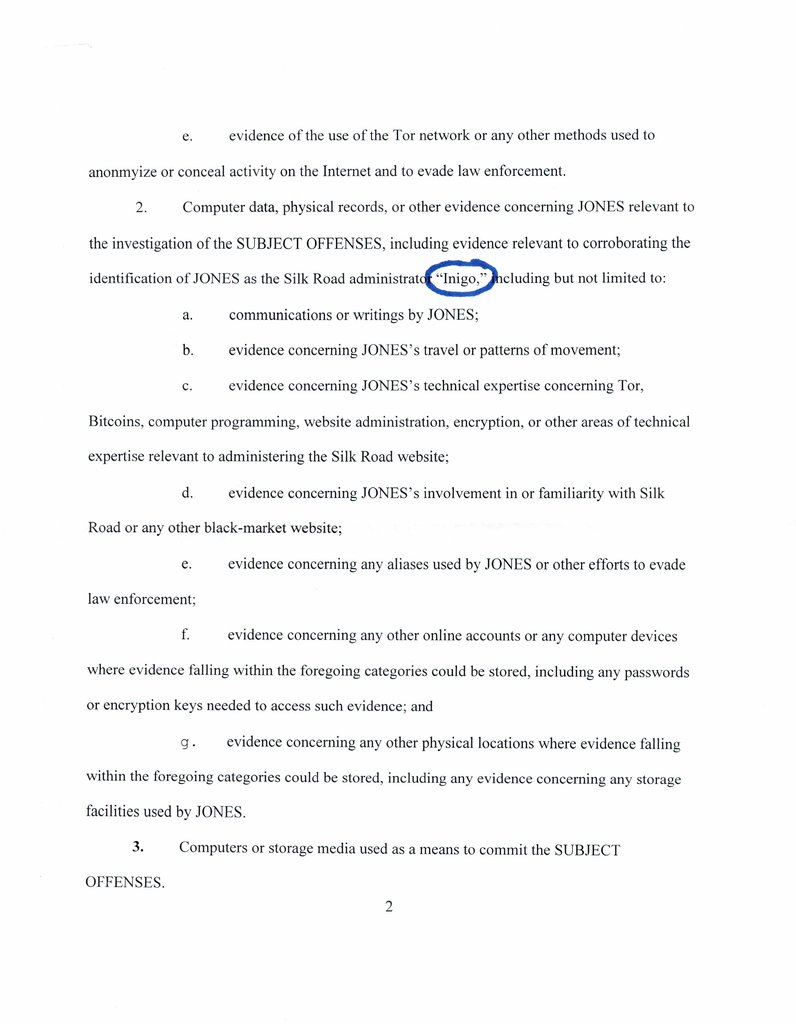 e. evidence of the use of the Tor network or any other methods used to
anonmyize or conceal activity on the Internet and to evade law enforcement.
2. Computer data, physical records, or other evidence concerning JONES relevant to
the investigation of the SUBJECT OFFENSES, including evidence relevant to corroborating the
identification of JONES as the Silk Road administrator “Inigo,” including but not limited to:
a. communications or writings by JONES;
b. evidence concerning JONES’s travel or patterns of movement;
c. evidence concerning JONES’s technical expertise concerning Tor,
Bitcoins, computer programming, website administration, encryption, or other areas of technical
expertise relevant to administering the Silk Road website;
d. evidence concerning JONES’s involvement in or familiarity with Silk
Road or any other black-market website;
e. evidence concerning any aliases used by JONES or other efforts to evade
law enforcement;
f. evidence concerning any other online accounts or any computer devices
where evidence falling within the foregoing categories could be stored, including any passwords
or encryption keys needed to access such evidence; and
g. evidence concerning any other physical locations where evidence falling
within the foregoing categories could be stored, including any evidence concerning any storage
facilities used by JONES.
3. Computers or storage media used as a means to commit the SUBJECT
OFFENSES.
2